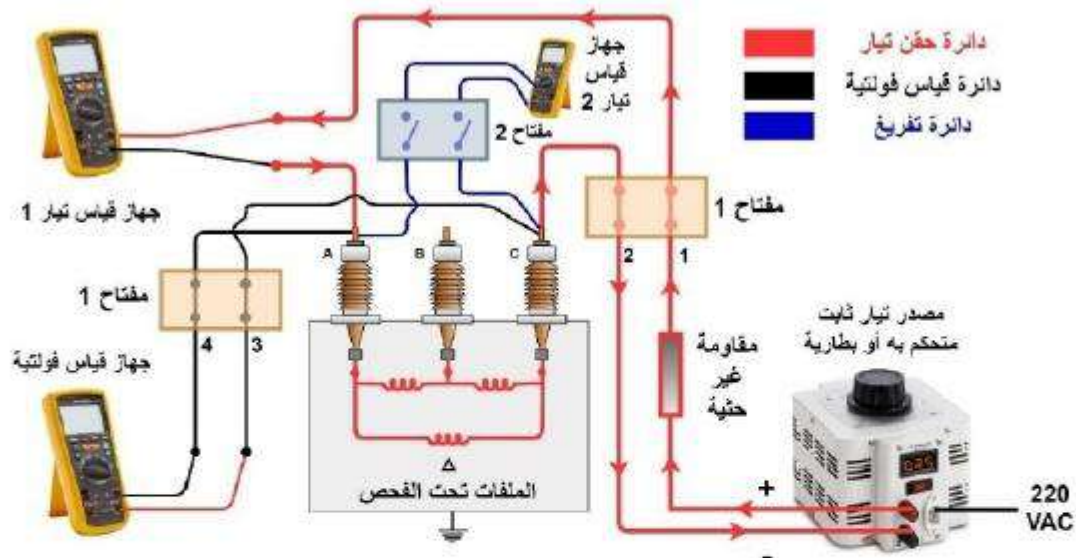 دائرة حقن تيار
دائرة قياس فولتية
دائرة تفريغ
جهاز
قياس
تيار 2
مفتاح 2
جهاز قياس تيار 1
مفتاح 1
2
1
A
B
C
مفتاح 1
4
3
جهاز قياس فولتية
مقاومة
غير
حثية
مصدر تيار ثابت
متحكم به أو بطارية
Δ
الملفات تحت الفحص
+
-
220
VAC